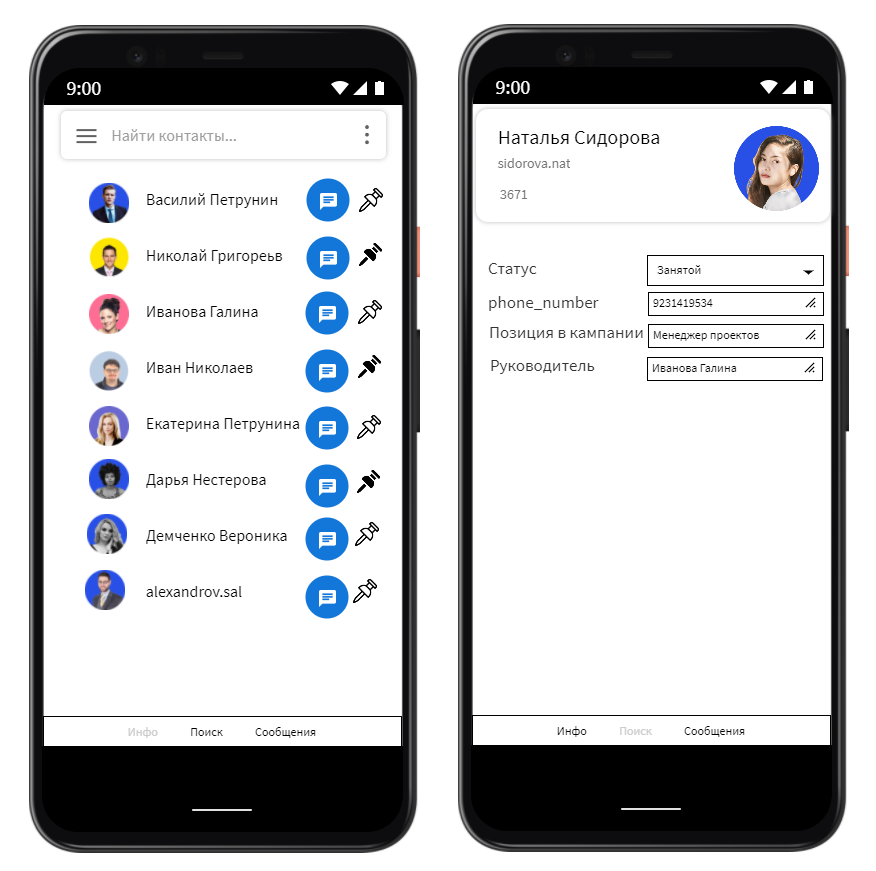 9:00
Найти контакты...
Василий Петрунин
Николай Григореьв
Иванова Галина
Иван Николаев
Екатерина Петрунина
Дарья Нестерова
Демченко Вероника
alexandrov.sal
Инфо Поиск Сообщения
9:00
Наталья Сидорова
sidorova.nat
3671
Статус Занятой
phone_number 9231419534
Позиция в кампании Менеджер проектов
Руководитель Иванова Галина
Инфо Поиск Сообщения